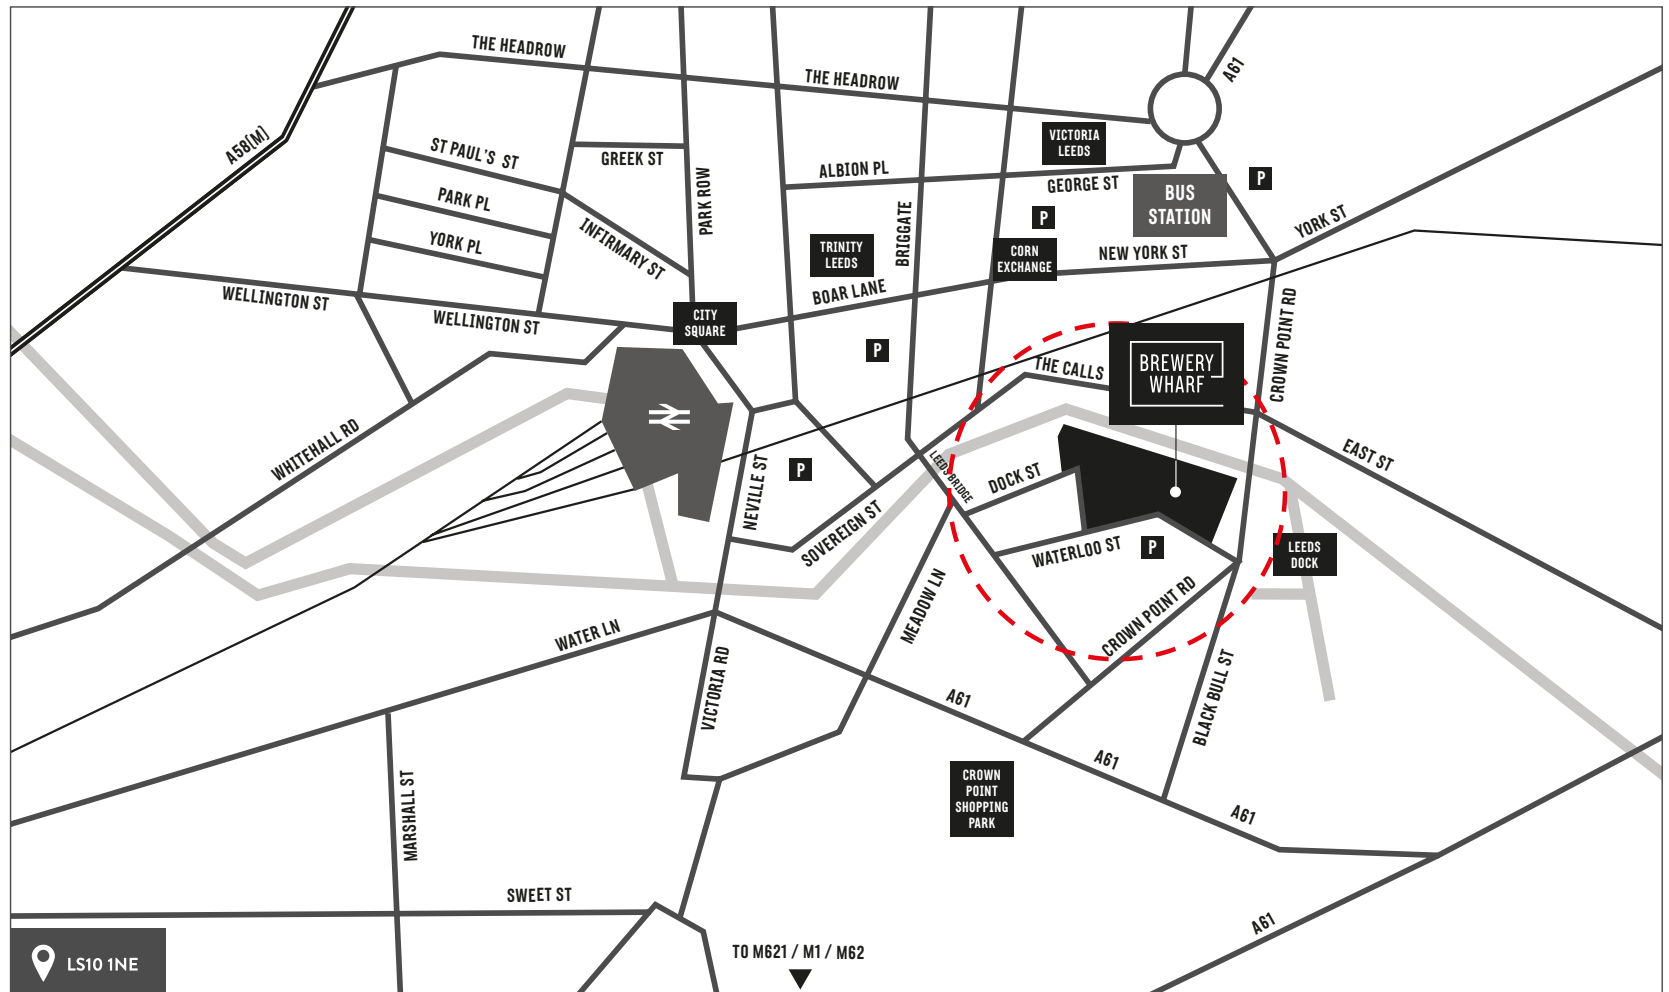 THE HEADROW
THE HEADROW
A61
A58[M]
VICTORIA
LEEDS
ST PAUL'S ST
GREEK ST
ALBION PL
GEORGE ST
P
BUS
STATION
PARK PL
PARK ROW
P
YORK ST
YORK PL
INFIRMARY ST
BRIGGATE
TRINITY
LEEDS
CORN
EXCHANGE
NEW YORK ST
WELLINGTON ST
WELLINGTON ST
BOAR LANE
CITY
SQUARE
P
CROWN POINT RD
THE CALLS
BREWERY
WHARF
WHITEHALL RD
EAST ST
P
NEVILLE ST
LEEDS BRIDGE
DOCK ST
SOVEREIGN ST
WATERLOO ST
P
LEEDS
DOCK
MEADOW LN
CROWN POINT RD
WATER LN
VICTORIA RD
A61
BLACK BULL ST
A61
MARSHALL ST
CROWN
POINT
SHOPPING
PARK
A61
SWEET ST
A61
TO M621 / M1 / M62
LS10 1NE